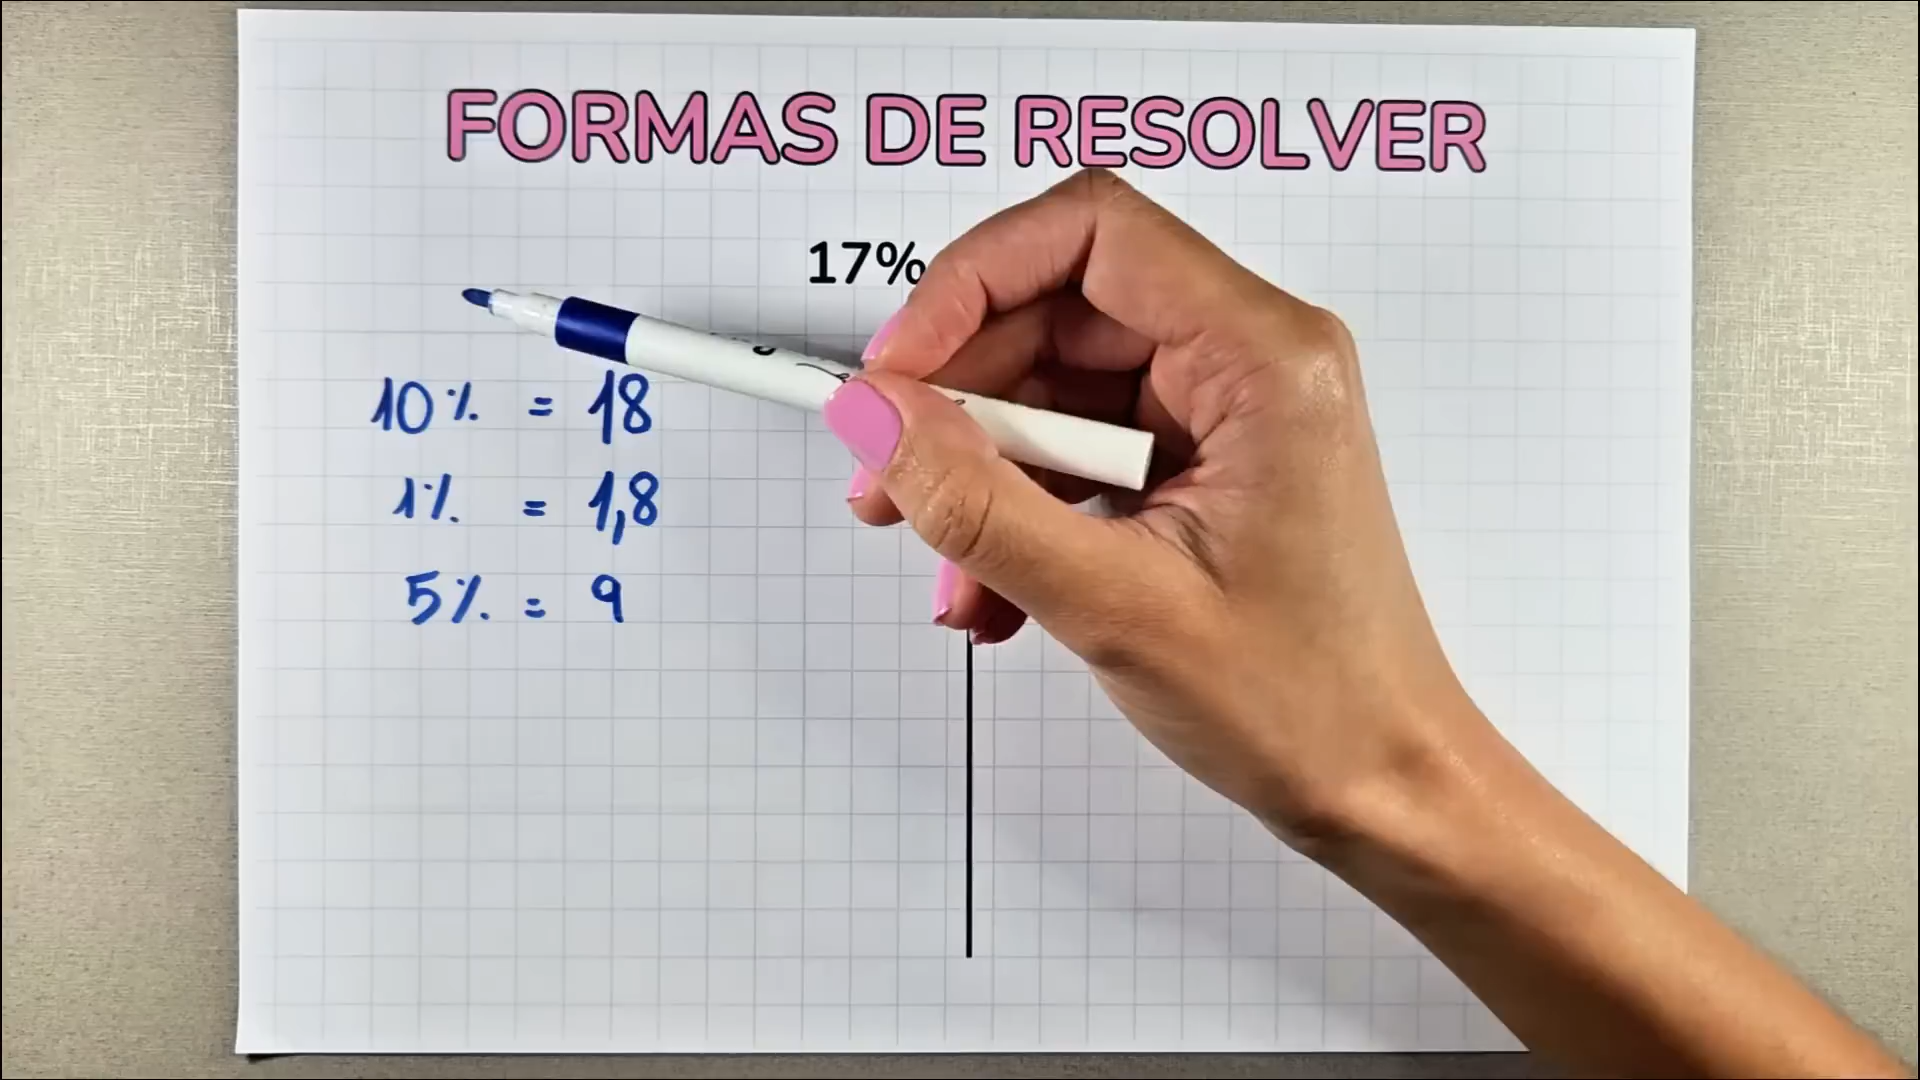 FORMAS DE RESOLVER
17%
10% = 18
1% = 1,8
5% = 9